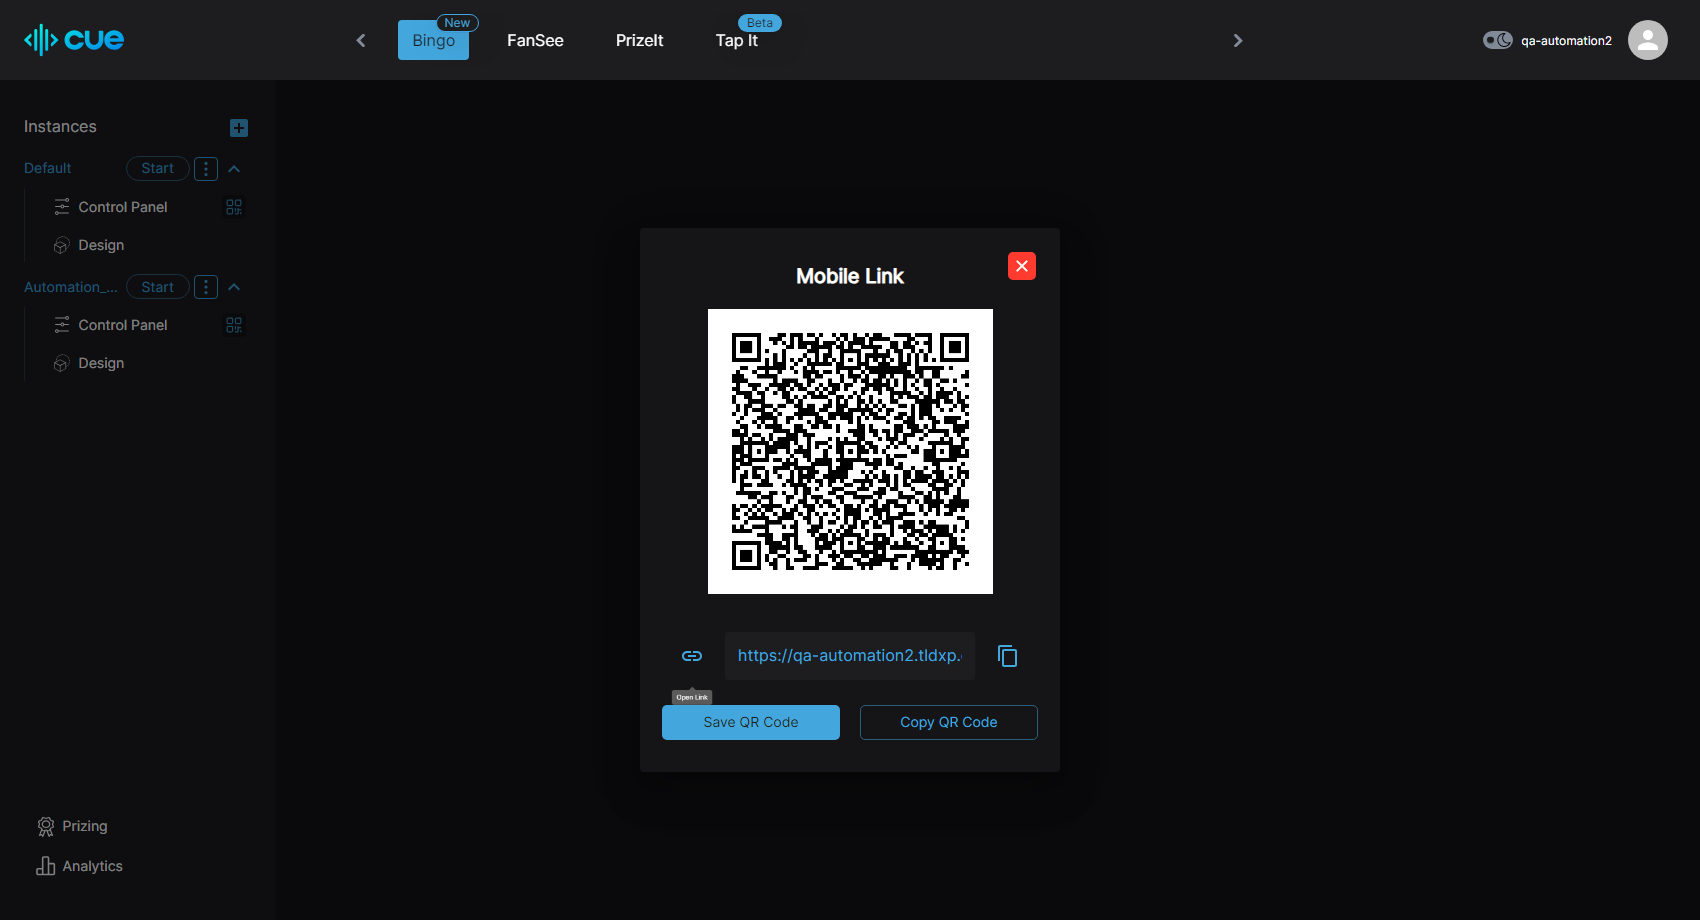 cue
Bingo
New
FanSee
PrizeIt
Tap It
Beta
qa-automation2
Instances
Default
Start
Control Panel
Design
Automation_...
Start
Control Panel
Design
Mobile Link
https://qa-automation2.tldxp.
Open Link
Save QR Code
Copy QR Code
Prizing
Analytics